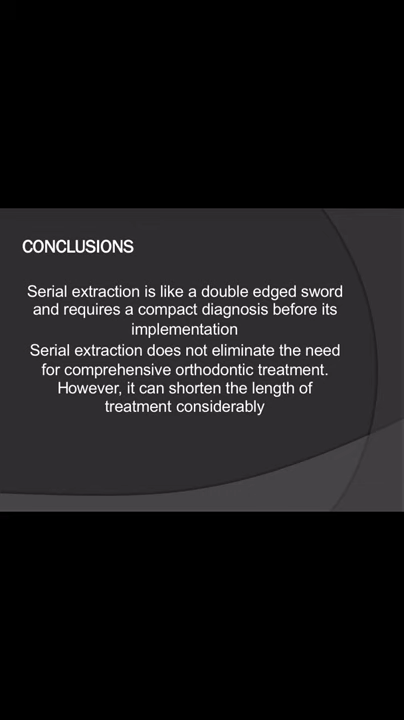 CONCLUSIONS
Serial extraction is like a double edged sword
and requires a compact diagnosis before its
implementation
Serial extraction does not eliminate the need
for comprehensive orthodontic treatment.
However, it can shorten the length of
treatment considerably